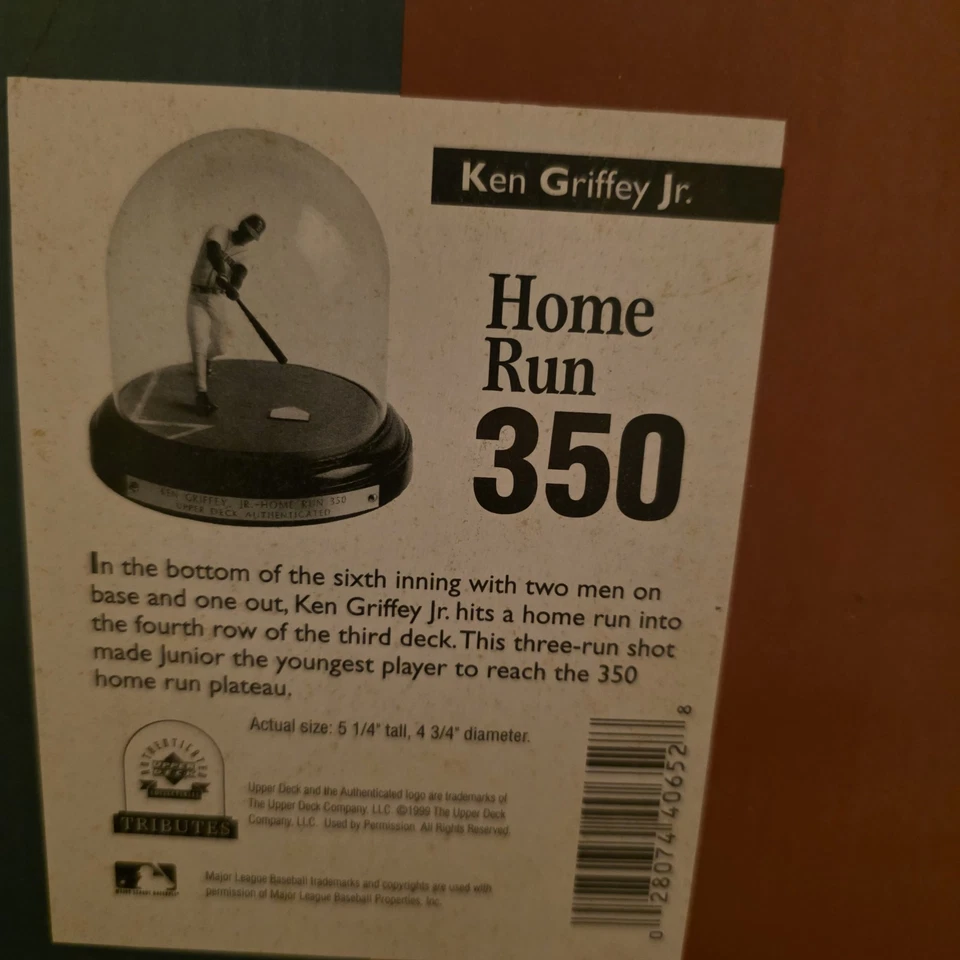 Ken Griffey Jr.
Home
Run
350
KEN GRIFFEY, JR.-HOME RUN 350
UPPER DECK AUTHENTICATED
In the bottom of the sixth inning with two men on
base and one out, Ken Griffey Jr. hits a home run into
the fourth row of the third deck. This three-run shot
made Junior the youngest player to reach the 350
home run plateau.
Actual size: 5 1/4" tall, 4 3/4" diameter.
AUTHENTICATED
UPPER
DECK
TRIBUTES
Upper Deck and the Authenticated logo are trademarks of
The Upper Deck Company, LLC. ©1999 The Upper Deck
Company, LLC. Used by Permission. All Rights Reserved.
Major League Baseball trademarks and copyrights are used with
permission of Major League Baseball Properties, Inc.
0 28074 40652 8